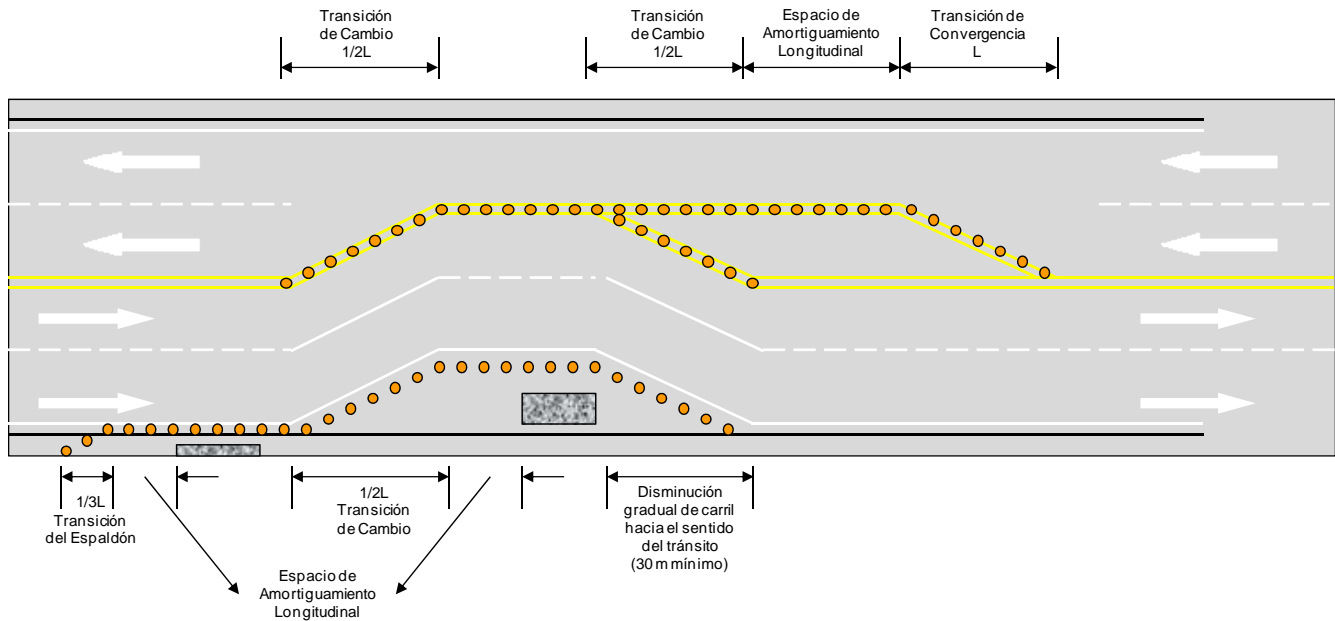 Transición
de Cambio
1/2L
Transición
de Cambio
1/2L
Espacio de
Amortiguamiento
Longitudinal
Transición de
Convergencia
L
1/3L
Transición
del Espaldón
1/2L
Transición
de Cambio
Disminución
gradual de carril
hacia el sentido
del tránsito
(30 m mínimo)
Espacio de
Amortiguamiento
Longitudinal